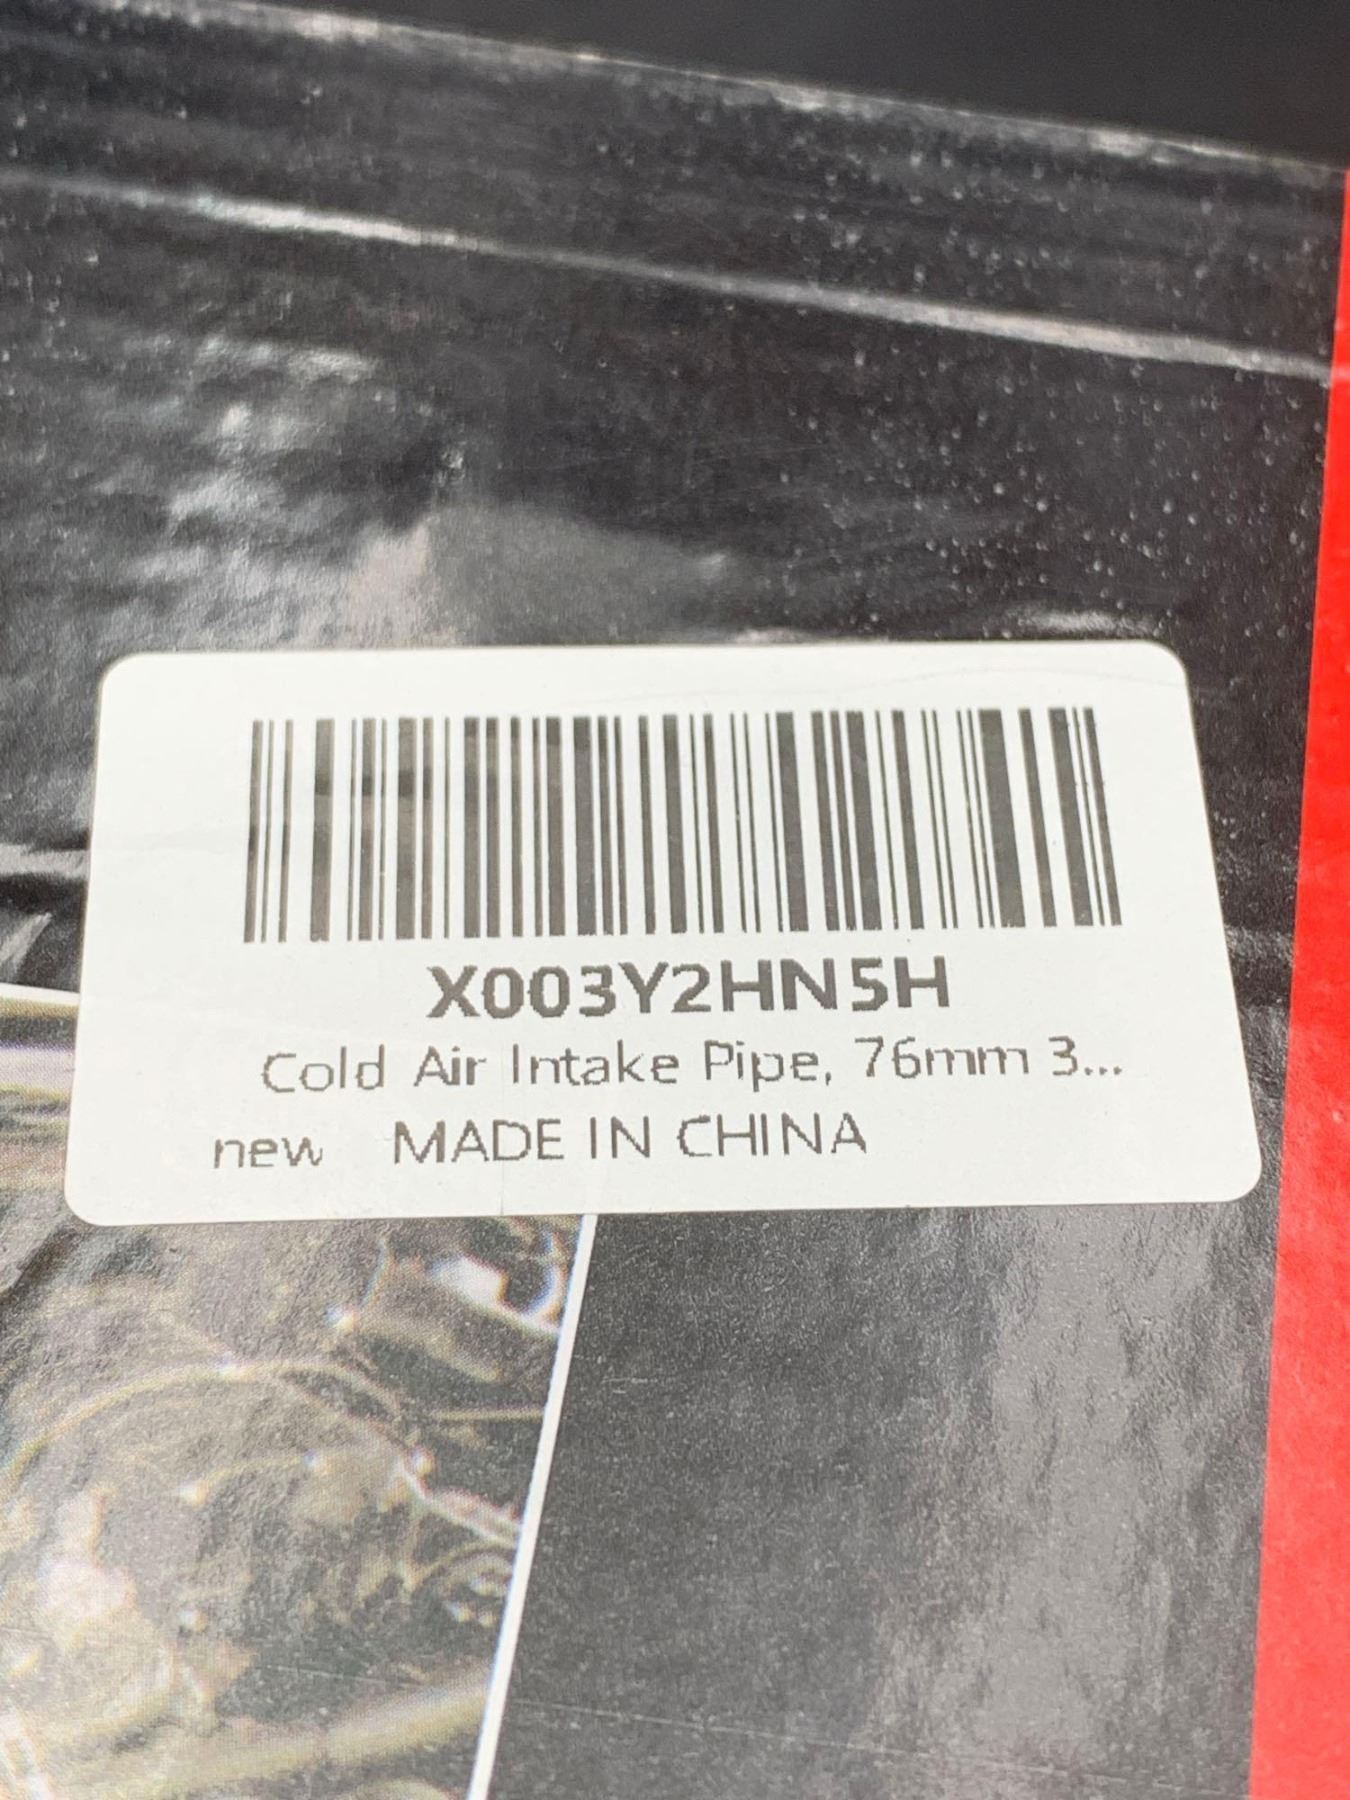 X003Y2HN5H
Cold Air Intake Pipe, 76mm 3...
new MADE IN CHINA